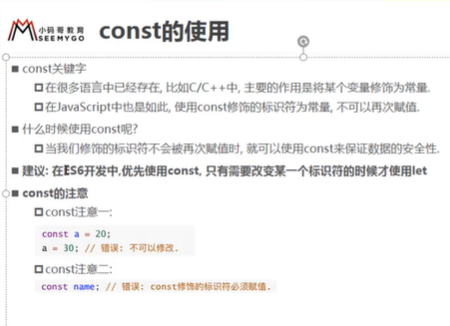 小码哥教育
SEEMYGO
const的使用
const关键字
在很多语言中已经存在, 比如C/C++中, 主要的作用是将某个变量修饰为常量.
在JavaScript中也是如此, 使用const修饰的标识符为常量, 不可以再次赋值.
什么时候使用const呢?
当我们修饰的标识符不会被再次赋值时, 就可以使用const来保证数据的安全性.
建议: 在ES6开发中,优先使用const, 只有需要改变某一个标识符的时候才使用let
const的注意
const注意一:
const a = 20;
a = 30; // 错误: 不可以修改.
const注意二:
const name; // 错误: const修饰的标识符必须赋值.